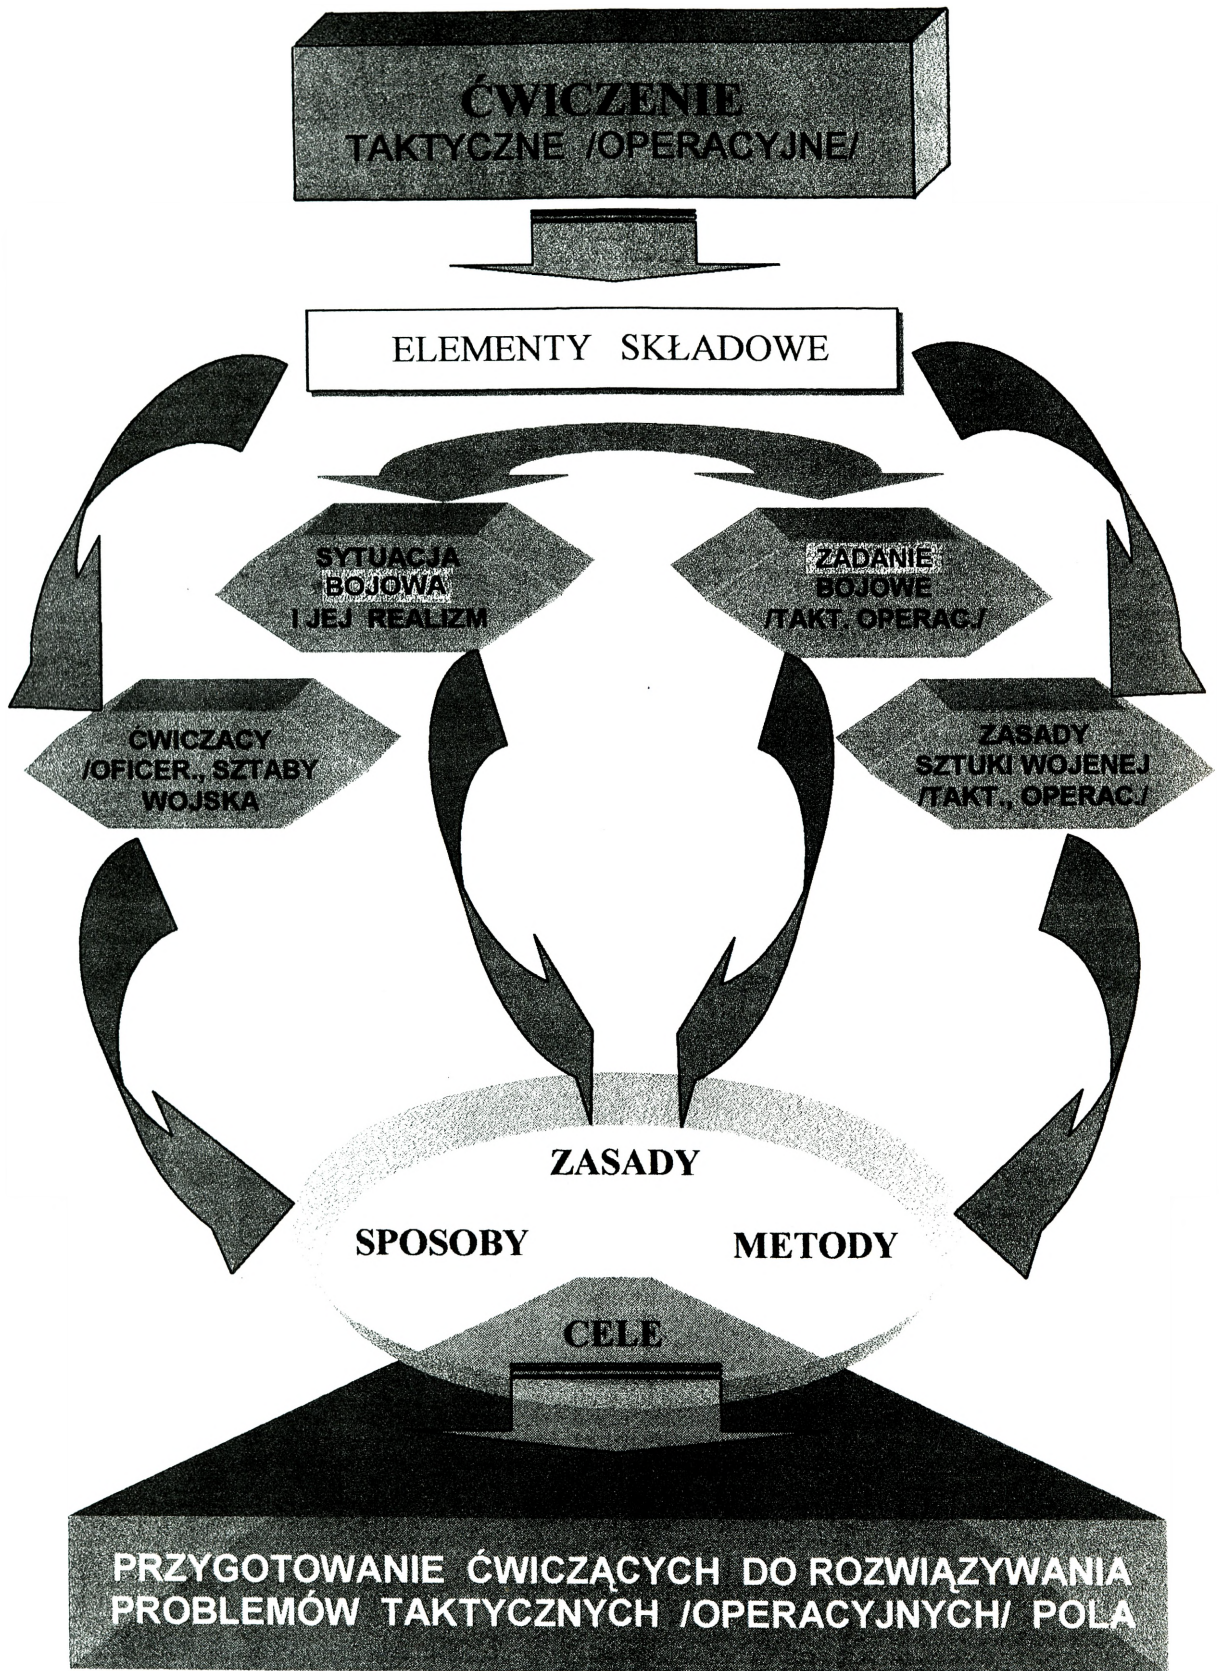 ĆWICZENIE
TAKTYCZNE /OPERACYJNE/
ELEMENTY SKŁADOWE
SYTUACJA
BOJOWA
I JEJ REALIZM
ZADANIE
BOJOWE
/TAKT. OPERAC./
ĆWICZACY
/OFICER., SZTABY
WOJSKA
ZASADY
SZTUKI WOJENEJ
/TAKT., OPERAC./
ZASADY
SPOSOBY
METODY
CELE
PRZYGOTOWANIE ĆWICZĄCYCH DO ROZWIĄZYWANIA
PROBLEMÓW TAKTYCZNYCH /OPERACYJNYCH/ POLA